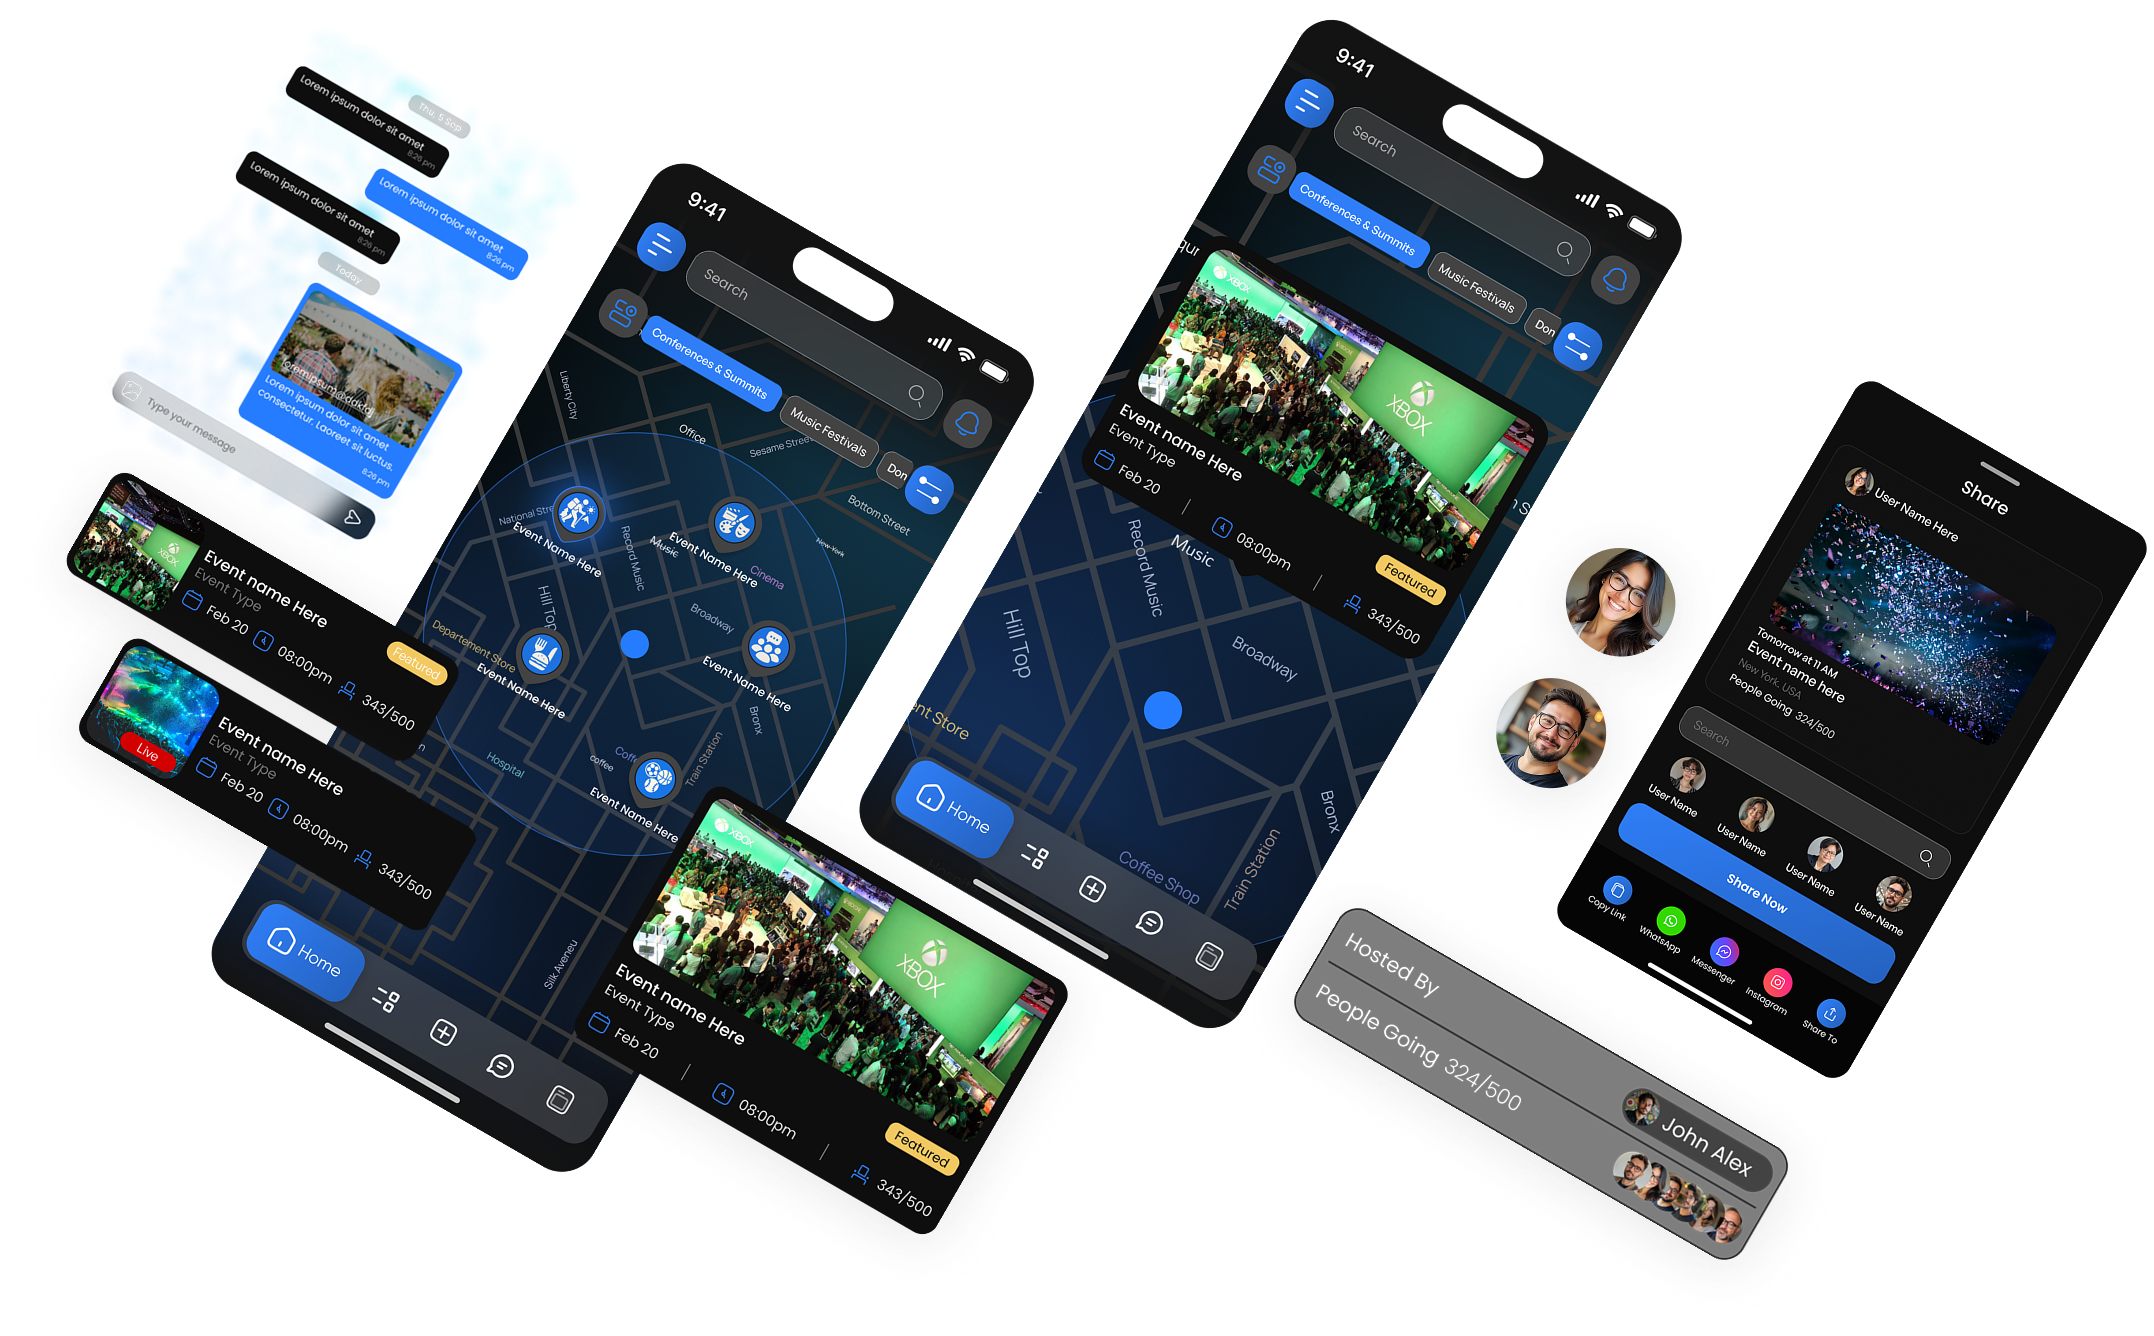 Thu, 5 Sep
Lorem ipsum dolor sit amet
8:26 pm
Lorem ipsum dolor sit amet
8:26 pm
Lorem ipsum dolor sit amet
8:26 pm
Today
Lorem ipsum dolor sit amet
consectetur. Laoreet sit luctus.
8:26 pm
Type your message
XBOX
Event name Here
Event Type
Feb 20
08:00pm
343/500
Featured
Live
Event name Here
Event Type
Feb 20
08:00pm
343/500
9:41
Search
Conferences & Summits
Music Festivals
Don
Liberty City
Office
Sesame Street
Bottom Street
National Stre
Event Name Here
Record Music
Music
Event Name Here
New York
Cinema
Hill Top
Broadway
Departement Store
Event Name Here
Event Name Here
Bronx
Hospital
Coffe
coffee
Train Station
Event Name Here
Silk Aveneu
Home
XBOX
XBOX
Event name Here
Event Type
Feb 20
08:00pm
343/500
Featured
9:41
Search
Conferences & Summits
Music Festivals
Don
XBOX
XBOX
Event name Here
Event Type
Feb 20
08:00pm
343/500
Featured
Record Music
Music
Hill Top
Broadway
ent Store
Bronx
Coffee Shop
Train Station
Home
Share
User Name Here
Tomorrow at 11 AM
Event name here
New York, USA
People Going 324/500
Search
User Name
User Name
User Name
User Name
Share Now
Copy Link
WhatsApp
Messenger
Instagram
Share To
Hosted By
John Alex
People Going 324/500